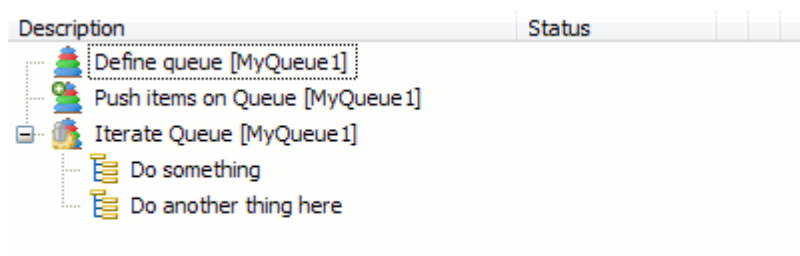 Description Status
Define queue [MyQueue1]
Push items on Queue [MyQueue1]
Iterate Queue [MyQueue1]
Do something
Do another thing here